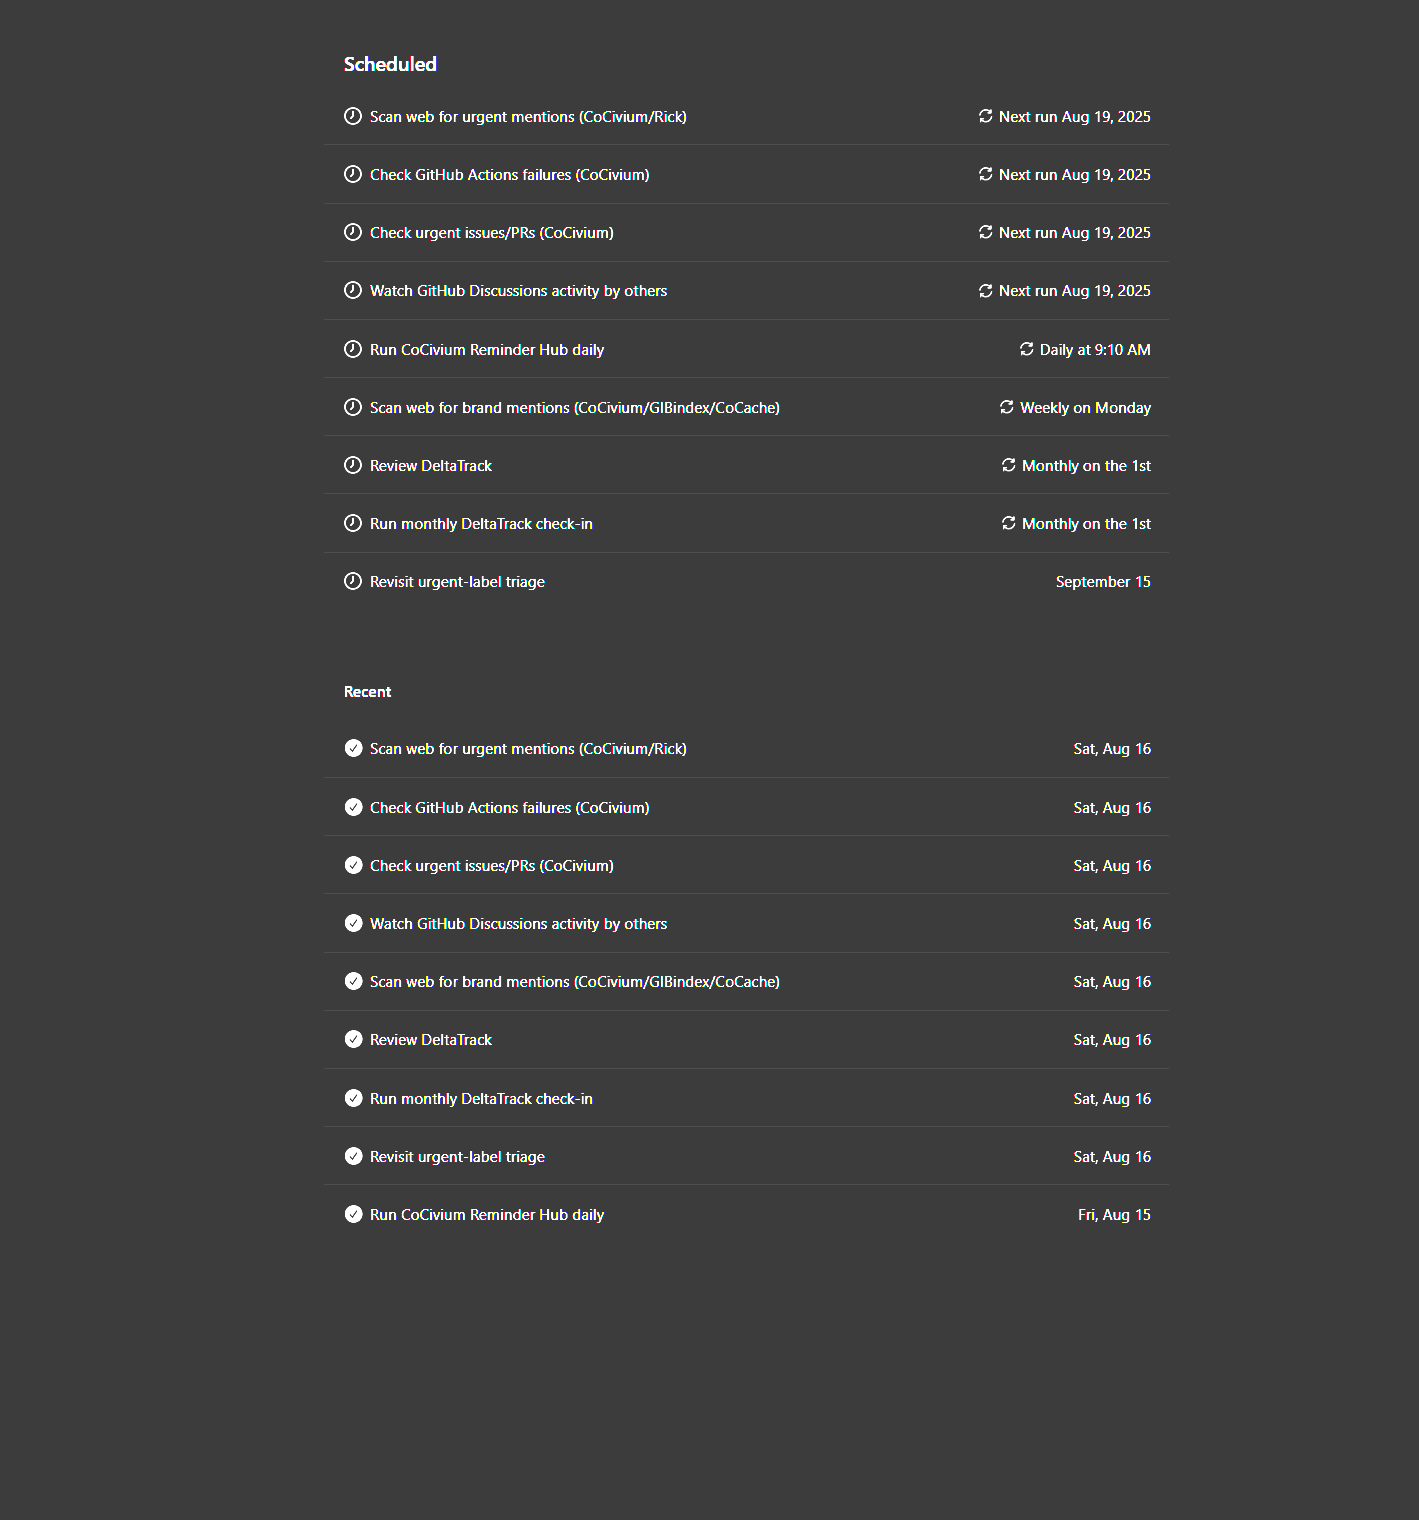 Scheduled
Scan web for urgent mentions (CoCivium/Rick) Next run Aug 19, 2025
Check GitHub Actions failures (CoCivium) Next run Aug 19, 2025
Check urgent issues/PRs (CoCivium) Next run Aug 19, 2025
Watch GitHub Discussions activity by others Next run Aug 19, 2025
Run CoCivium Reminder Hub daily Daily at 9:10 AM
Scan web for brand mentions (CoCivium/GIBindex/CoCache) Weekly on Monday
Review DeltaTrack Monthly on the 1st
Run monthly DeltaTrack check-in Monthly on the 1st
Revisit urgent-label triage September 15
Recent
Scan web for urgent mentions (CoCivium/Rick) Sat, Aug 16
Check GitHub Actions failures (CoCivium) Sat, Aug 16
Check urgent issues/PRs (CoCivium) Sat, Aug 16
Watch GitHub Discussions activity by others Sat, Aug 16
Scan web for brand mentions (CoCivium/GIBindex/CoCache) Sat, Aug 16
Review DeltaTrack Sat, Aug 16
Run monthly DeltaTrack check-in Sat, Aug 16
Revisit urgent-label triage Sat, Aug 16
Run CoCivium Reminder Hub daily Fri, Aug 15